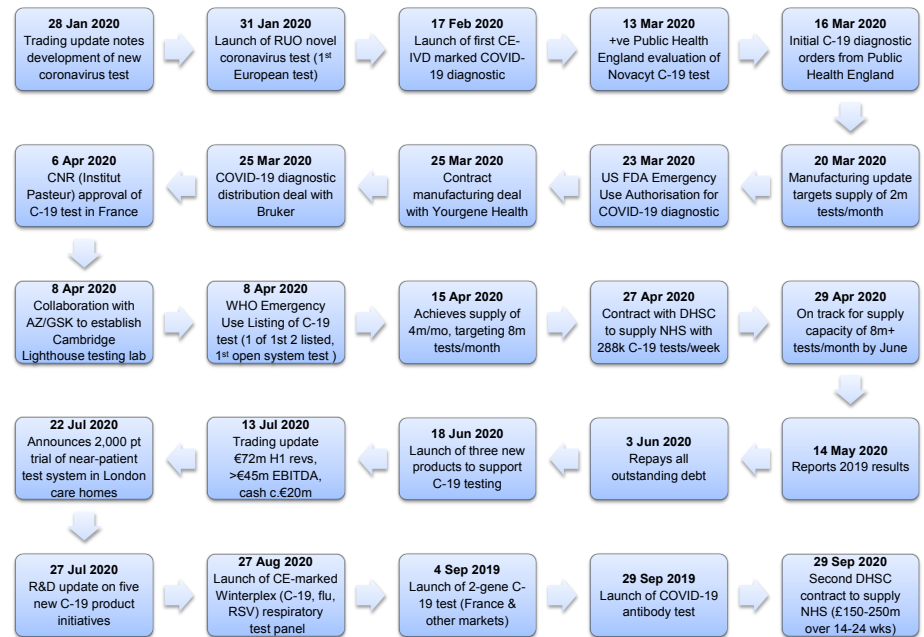 28 Jan 2020
Trading update notes
development of new
coronavirus test
31 Jan 2020
Launch of RUO novel
coronavirus test (1st
European test)
17 Feb 2020
Launch of first CE-
IVD marked COVID-
19 diagnostic
13 Mar 2020
+ve Public Health
England evaluation of
Novacyt C-19 test
16 Mar 2020
Initial C-19 diagnostic
orders from Public
Health England
20 Mar 2020
Manufacturing update
targets supply of 2m
tests/month
23 Mar 2020
US FDA Emergency
Use Authorisation for
COVID-19 diagnostic
25 Mar 2020
Contract
manufacturing deal
with Yourgene Health
25 Mar 2020
COVID-19 diagnostic
distribution deal with
Bruker
6 Apr 2020
CNR (Institut
Pasteur) approval of
C-19 test in France
8 Apr 2020
Collaboration with
AZ/GSK to establish
Cambridge
Lighthouse testing lab
8 Apr 2020
WHO Emergency
Use Listing of C-19
test (1 of 1st 2 listed,
1st open system test )
15 Apr 2020
Achieves supply of
4m/mo, targeting 8m
tests/month
27 Apr 2020
Contract with DHSC
to supply NHS with
288k C-19 tests/week
29 Apr 2020
On track for supply
capacity of 8m+
tests/month by June
14 May 2020
Reports 2019 results
3 Jun 2020
Repays all
outstanding debt
18 Jun 2020
Launch of three new
products to support
C-19 testing
13 Jul 2020
Trading update
€72m H1 revs,
>€45m EBITDA,
cash c.€20m
22 Jul 2020
Announces 2,000 pt
trial of near-patient
test system in London
care homes
27 Jul 2020
R&D update on five
new C-19 product
initiatives
27 Aug 2020
Launch of CE-marked
Winterplex (C-19, flu,
RSV) respiratory
test panel
4 Sep 2019
Launch of 2-gene C-
19 test (France &
other markets)
29 Sep 2019
Launch of COVID-19
antibody test
29 Sep 2020
Second DHSC
contract to supply
NHS (£150-250m
over 14-24 wks)